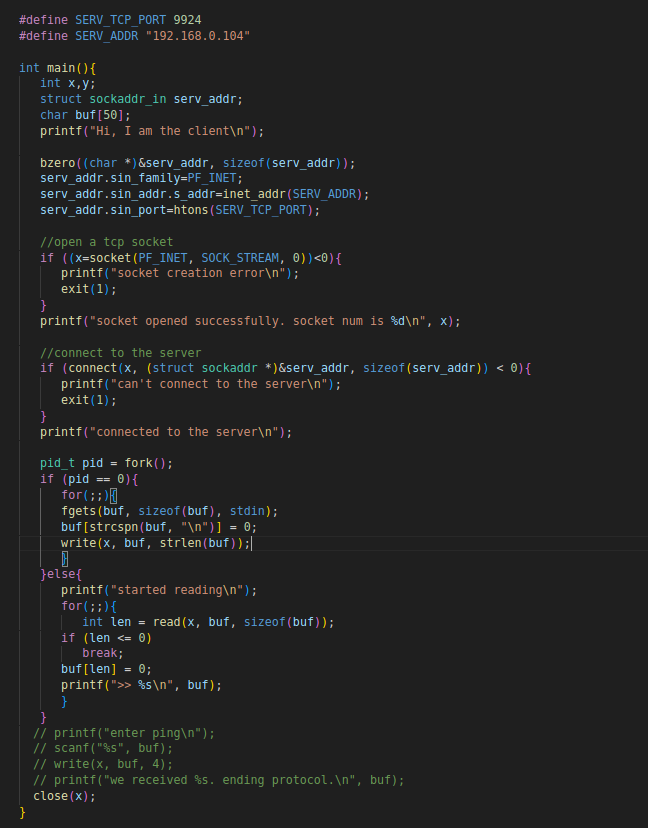 #define SERV_TCP_PORT 9924
#define SERV_ADDR "192.168.0.104"
int main(){
int x,y;
struct sockaddr_in serv_addr;
char buf[50];
printf("Hi, I am the client\n");
bzero((char *)&serv_addr, sizeof(serv_addr));
serv_addr.sin_family=PF_INET;
serv_addr.sin_addr.s_addr=inet_addr(SERV_ADDR);
serv_addr.sin_port=htons(SERV_TCP_PORT);
//open a tcp socket
if ((x=socket(PF_INET, SOCK_STREAM, 0))<0){
printf("socket creation error\n");
exit(1);
}
printf("socket opened successfully. socket num is %d\n", x);
//connect to the server
if (connect(x, (struct sockaddr *)&serv_addr, sizeof(serv_addr)) < 0){
printf("can't connect to the server\n");
exit(1);
}
printf("connected to the server\n");
pid_t pid = fork();
if (pid == 0){
for(;;){
fgets(buf, sizeof(buf), stdin);
buf[strcspn(buf, "\n")] = 0;
write(x, buf, strlen(buf));
}
}else{
printf("started reading\n");
for(;;){
int len = read(x, buf, sizeof(buf));
if (len <= 0)
break;
buf[len] = 0;
printf(">> %s\n", buf);
}
}
// printf("enter ping\n");
// scanf("%s", buf);
// write(x, buf, 4);
// printf("we received %s. ending protocol.\n", buf);
close(x);
}